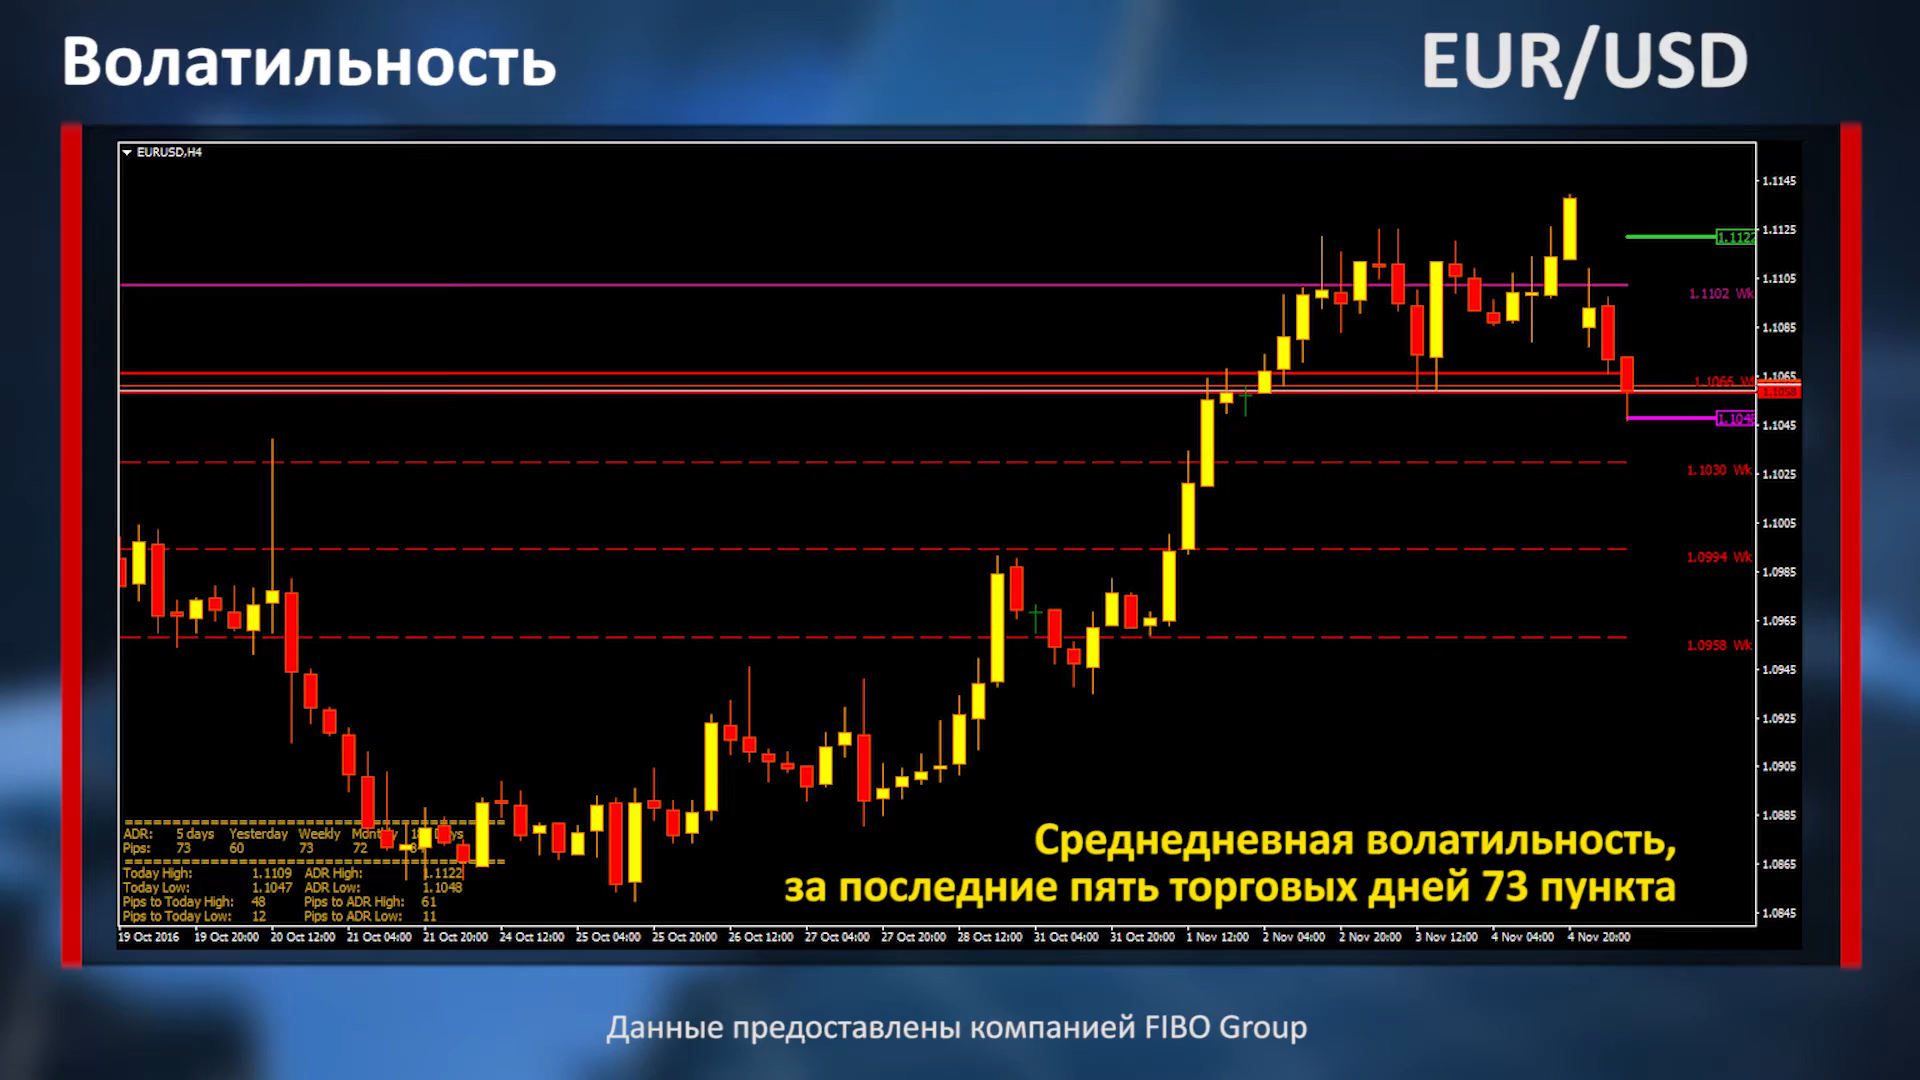 Волатильность
EUR/USD
EURUSD,H4
1.1145
1.1125
1.1122
1.1105
1.1102 Wk
1.1085
1.1065
1.1066
1.1058
1.1048
1.1045
1.1030 Wk
1.1025
1.1005
1.0994 Wk
1.0985
1.0965
1.0958 Wk
1.0945
1.0925
1.0905
1.0885
1.0865
1.0845
ADR: 5 days Yesterday Weekly Monthly
Pips: 73 60 73 72
Today High: 1.1109 ADR High: 1.1122
Today Low: 1.1047 ADR Low: 1.1048
Pips to Today High: 48 Pips to ADR High: 61
Pips to Today Low: 12 Pips to ADR Low: 11
Среднедневная волатильность,
за последние пять торговых дней 73 пункта
19 Oct 2016 19 Oct 20:00 20 Oct 12:00 21 Oct 04:00 21 Oct 20:00 24 Oct 12:00 25 Oct 04:00 25 Oct 20:00 26 Oct 12:00 27 Oct 04:00 27 Oct 20:00 28 Oct 12:00 31 Oct 04:00 31 Oct 20:00 1 Nov 12:00 2 Nov 04:00 2 Nov 20:00 3 Nov 12:00 4 Nov 04:00 4 Nov 20:00
Данные предоставлены компанией FIBO Group